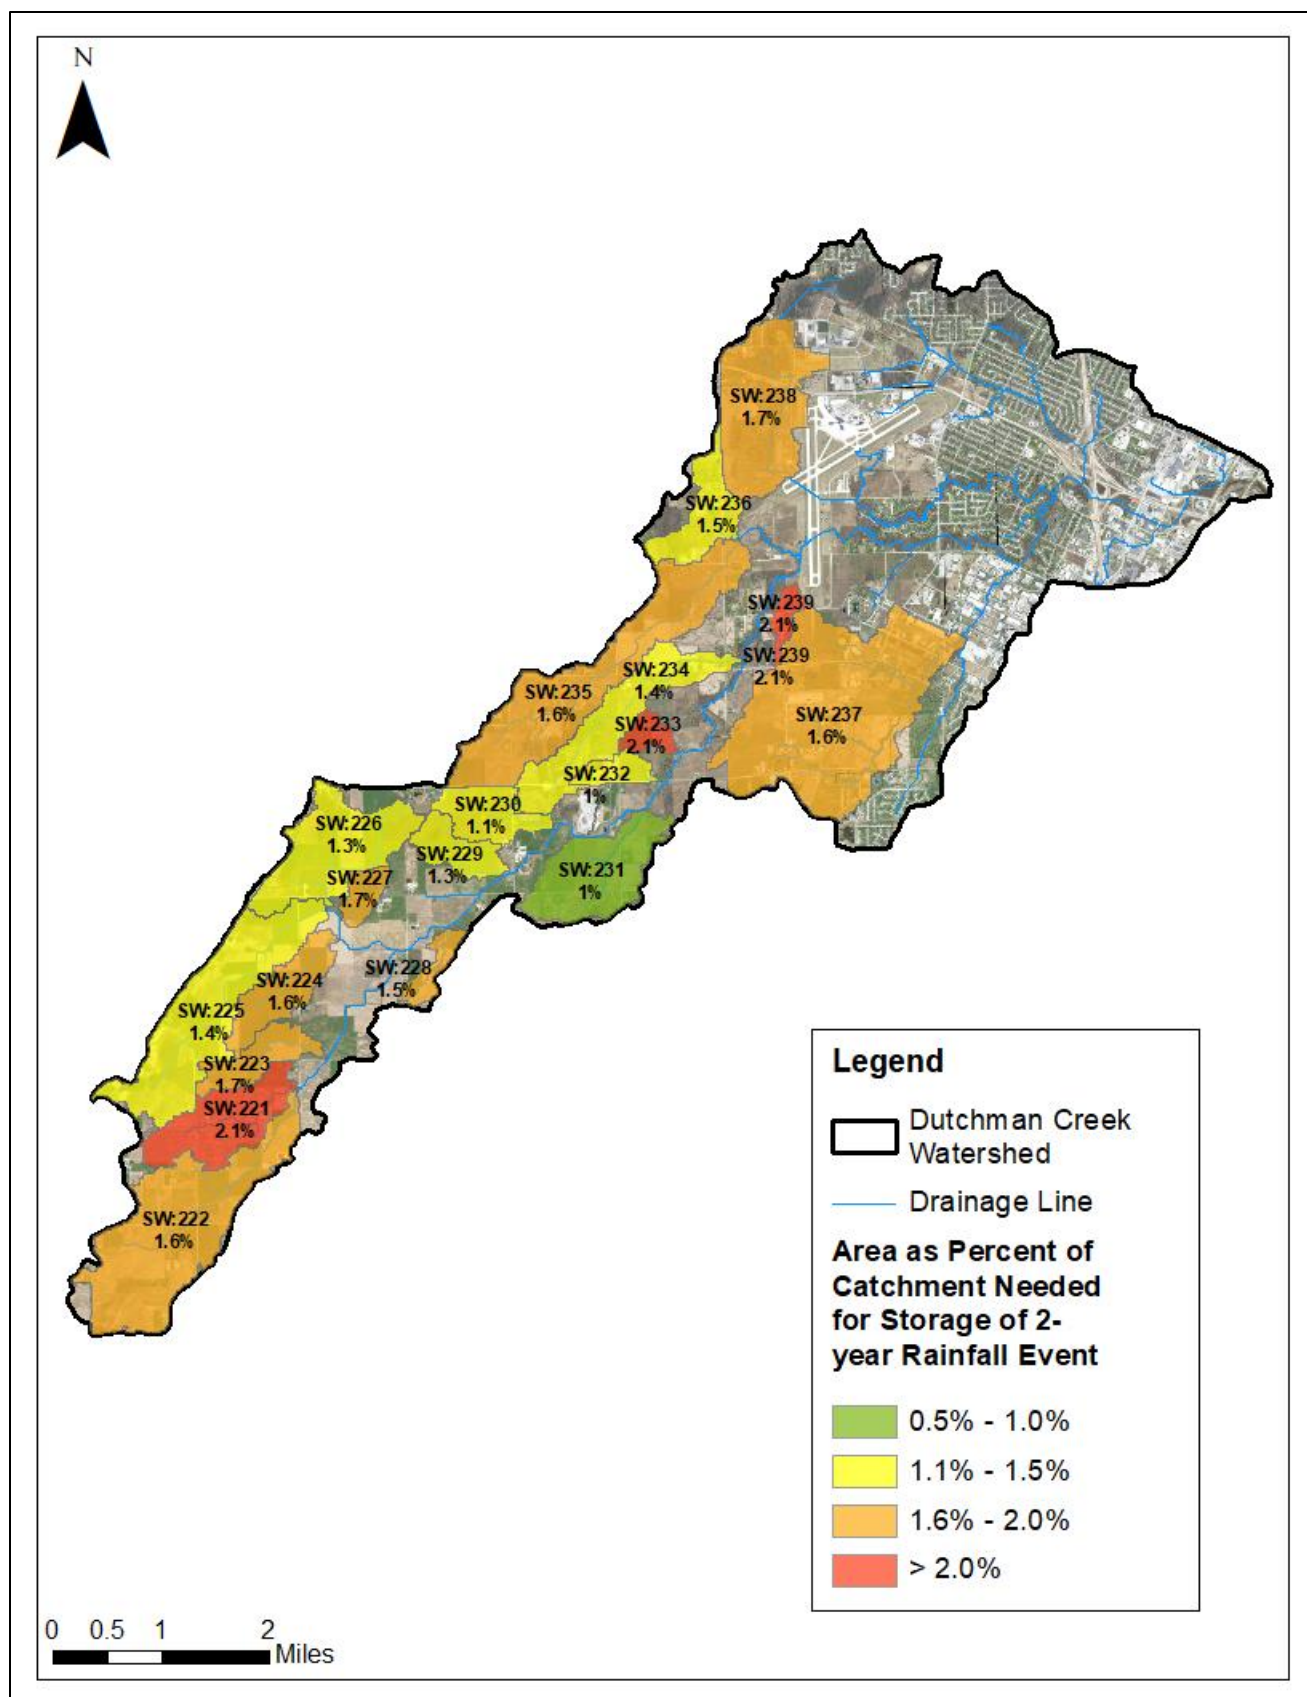 N
SW:238
1.7%
SW:236
1.5%
SW:239
2.1%
SW:239
2.1%
SW:234
1.4%
SW:235
1.6%
SW:233
2.1%
SW:237
1.6%
SW:232
1%
SW:230
1.1%
SW:226
1.3%
SW:229
1.3%
SW:231
1%
SW:227
1.7%
SW:228
1.5%
SW:224
1.6%
SW:225
1.4%
SW:223
1.7%
SW:221
2.1%
SW:222
1.6%
Legend
Dutchman Creek
Watershed
Drainage Line
Area as Percent of
Catchment Needed
for Storage of 2-
year Rainfall Event
0.5% - 1.0%
1.1% - 1.5%
1.6% - 2.0%
> 2.0%
0 0.5 1 2
Miles